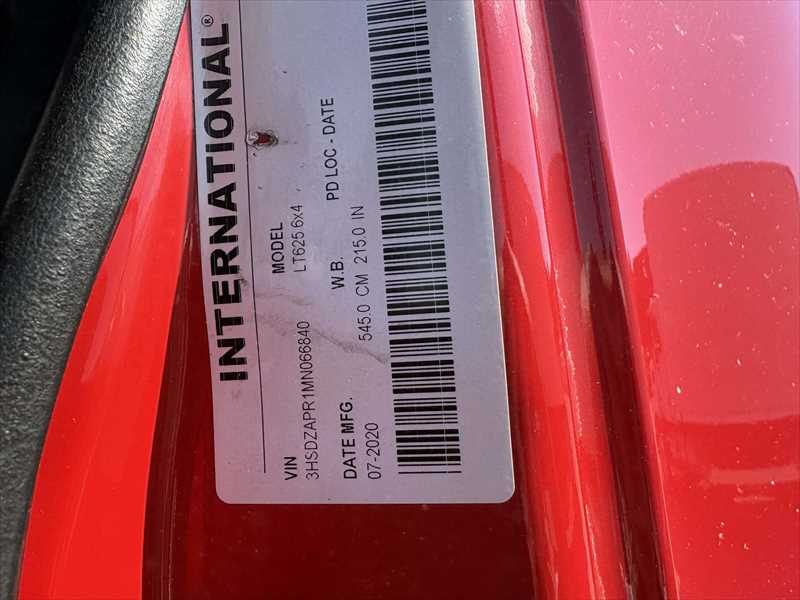 INTERNATIONAL®
VIN MODEL
3HSDZAPR1MN066840 LT625 6x4
DATE MFG. W.B. PD LOC - DATE
07-2020 545.0 CM 215.0 IN